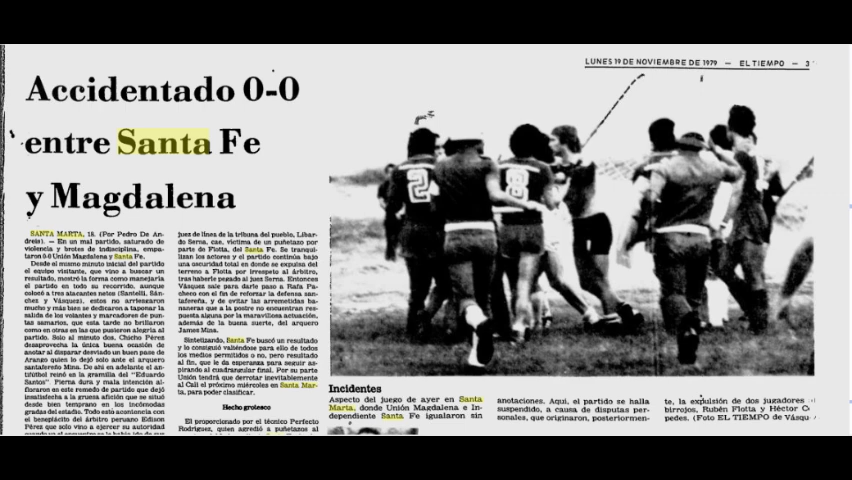 LUNES 19 DE NOVIEMBRE DE 1979 — EL TIEMPO — 3
Accidentado 0-0
entre Santa Fe
y Magdalena
SANTA MARTA, 18. (Por Pedro De An-
dreis). — En un mal partido, saturado de
violencia y brotes de indisciplina, empa-
taron 0-0 Unión Magdalena y Santa Fe.
Desde el mismo minuto inicial del partido
el equipo visitante, que vino a buscar un
resultado, mostró la forma como manejaría
el partido en todo su recorrido, aunque
colocó a tres atacantes netos (Santelli, Sán-
chez y Vásquez), estos no arriesgaron
mucho y más bien se dedicaron a taponar la
salida de los volantes y marcadores de pun-
tas samarios, que esta tarde no brillaron
como en otras en las que pusieron alegría al
partido. Solo al minuto dos, Chicho Pérez
desaprovecha la única buena ocasión de
anotar al disparar desviado un buen pase de
Arango quien lo dejó solo ante el arquero
santafereño Mina. De ahí en adelante el an-
tifútbol reinó en la gramilla del "Eduardo
Santos". Pierna dura y mala intención al-
ficaron en este remedo de partido que dejó
insatisfecha a la gruesa afición que se situó
desde bien temprano en las incómodas
gradas del estadio. Todo está acontencia con
el beneplácito del árbitro peruano Edison
Pérez que solo vino a ejercer su autoridad
jues de línea de la tribuna del pueblo, Libar-
do Serna, cae, víctima de un puñetazo por
parte de Flotta, del Santa Fe. Se tranqui-
lizan los actores y el partido continúa bajo
una oscuridad total en donde se expulsa del
terreno a Flotta por irrespeto al árbitro,
tras haberle pegado al jues Serna. Entonces
Vásquez sale para darle paso a Rafa Pa-
checo con el fin de reforzar la defensa san-
tafereña, y de evitar las arremetidas ba-
naneras que a la postre no encuentran res-
puesta alguna por la maravillosa actuación,
además de la buena suerte, del arquero
James Mina.
Sintetizando, Santa Fe buscó un resultado
y lo consiguió valiéndose para ello de todos
los medios permitidos o no, pero resultado
al fin, que le da esperanza para seguir as-
pirando al cuadrangular final. Por su parte
Unión tendrá que derrotar inevitablemente
al Cali el próximo miércoles en Santa Mar-
ta, para poder clasificar.
Hecho grotesco
El proporcionado por el técnico Perfecto
Rodríguez, quien agredió a puñetazos al
2
8
Incidentes
Aspecto del juego de ayer en Santa
Marta, donde Unión Magdalena e In-
dependiente Santa Fe igualaron sin
anotaciones. Aquí, el partido se halla
suspendido, a causa de disputas per-
sonales, que originaron, posteriormen-
te, la expulsión de dos jugadores
birrojos, Rubén Flotta y Héctor C
pedes. (Foto EL TIEMPO de Vásqu